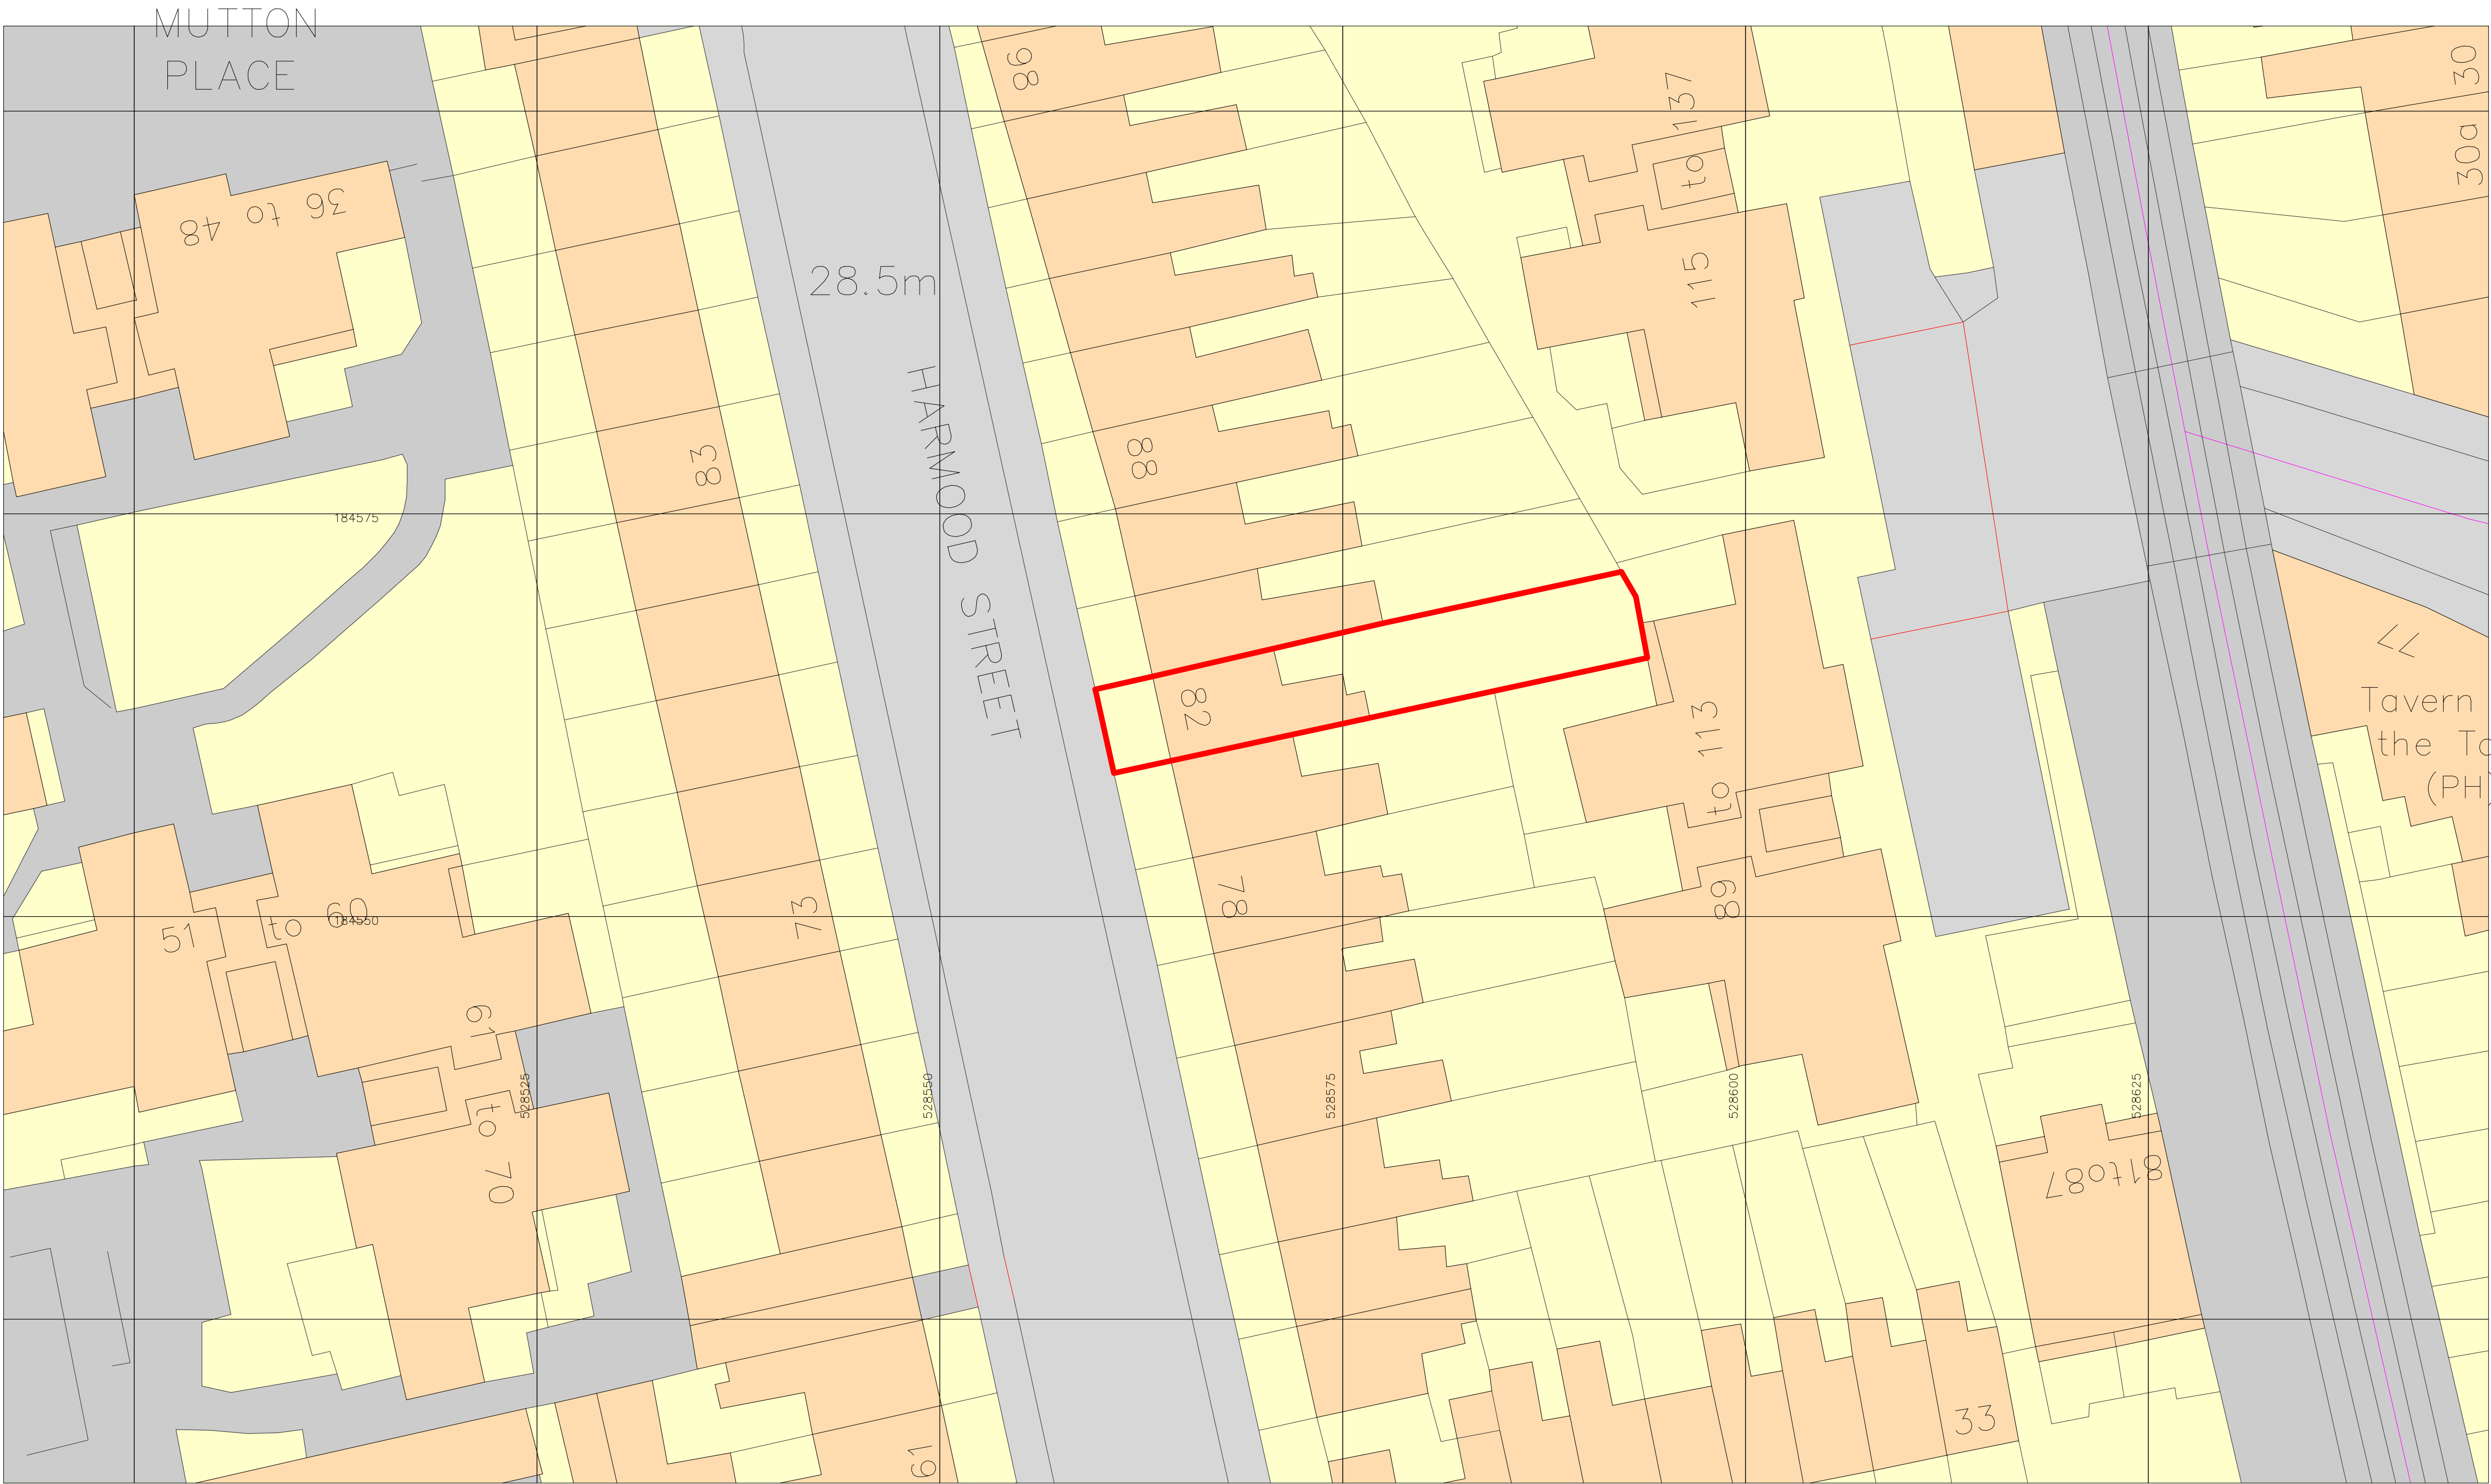 MUTTON
PLACE
98
137
to
115
30
30a
36 to 48
28.5m
HARMOOD STREET
88
83
184575
82
77
Tavern
the
(PH
113
to
89
78
73
51 to 60
184550
61
to
70
528525
528550
528575
528600
528625
81to87
33
61